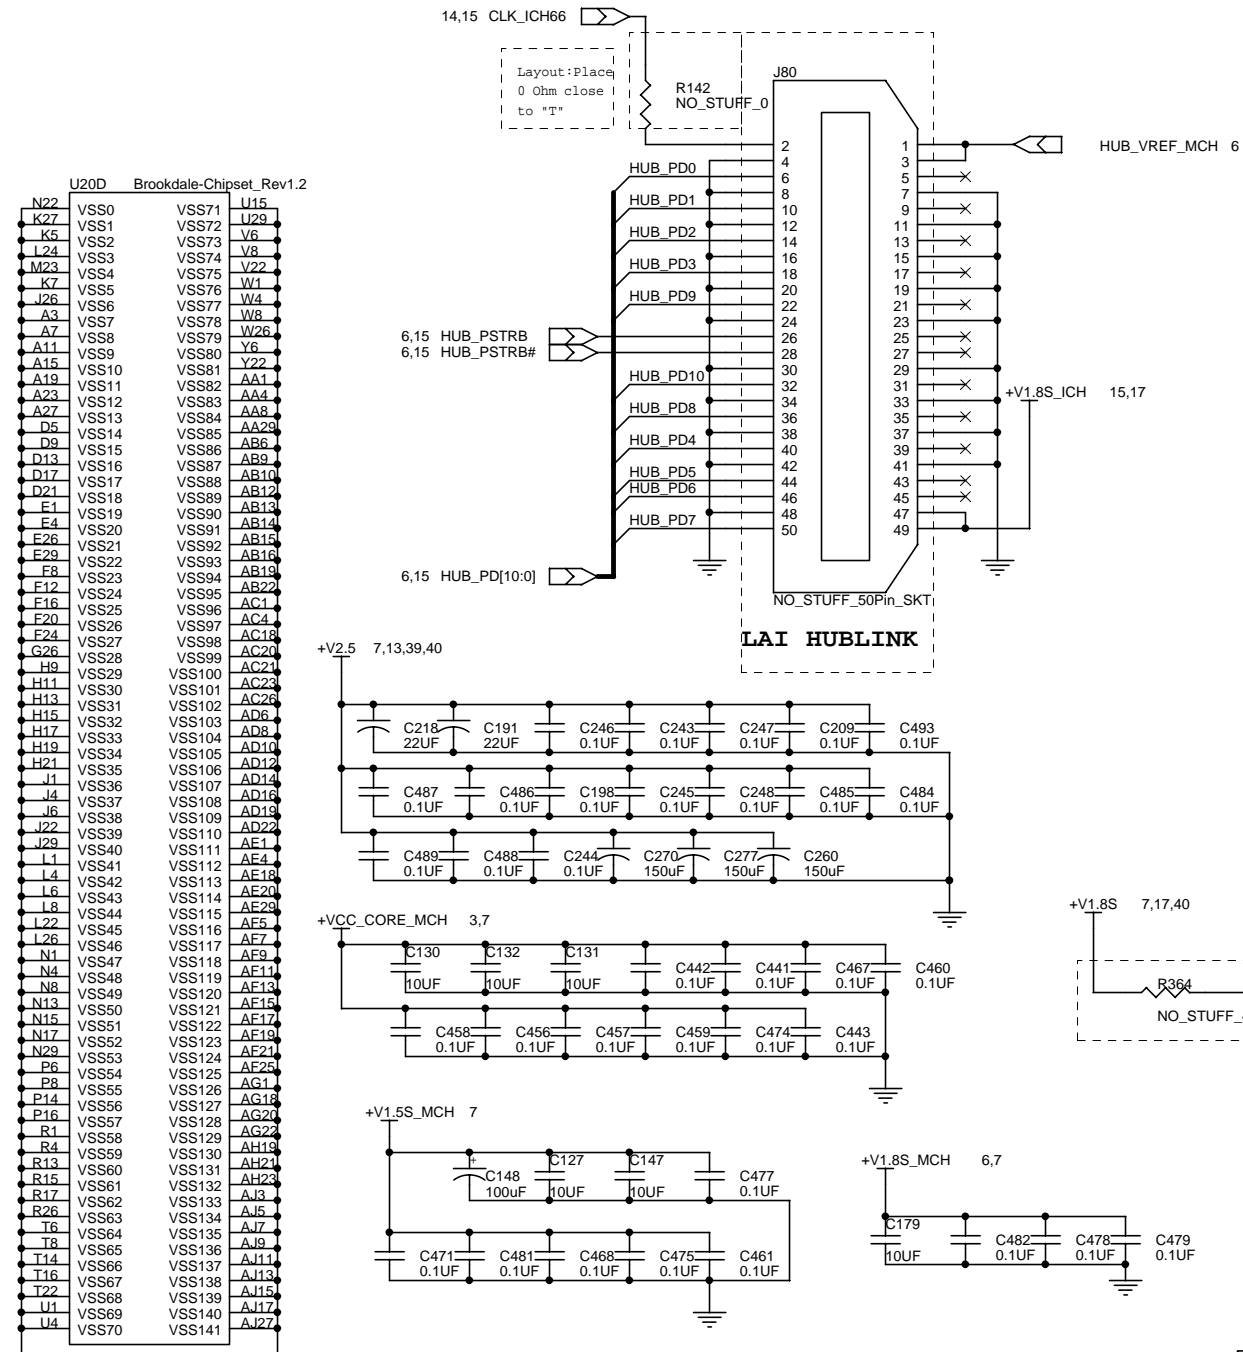 14,15 CLK_ICH66
Layout:Place
0 Ohm close
to "T"
R142
NO_STUFF_0
J80
2 1
4 3
6 5
8 7
10 9
12 11
14 13
16 15
18 17
20 19
22 21
24 23
26 25
28 27
30 29
32 31
34 33
36 35
38 37
40 39
42 41
44 43
46 45
48 47
50 49
HUB_VREF_MCH 6
HUB_PD0
HUB_PD1
HUB_PD2
HUB_PD3
HUB_PD9
6,15 HUB_PSTRB
6,15 HUB_PSTRB#
HUB_PD10
HUB_PD8
HUB_PD4
HUB_PD5
HUB_PD6
HUB_PD7
6,15 HUB_PD[10:0]
+V1.8S_ICH 15,17
NO_STUFF_50Pin_SKT
LAI HUBLINK
U20D Brookdale-Chipset_Rev1.2
N22 VSS0 VSS71 U15
K27 VSS1 VSS72 U29
K5 VSS2 VSS73 V6
L24 VSS3 VSS74 V8
M23 VSS4 VSS75 V22
K7 VSS5 VSS76 W1
J26 VSS6 VSS77 W4
A3 VSS7 VSS78 W8
A7 VSS8 VSS79 W26
A11 VSS9 VSS80 Y6
A15 VSS10 VSS81 Y22
A19 VSS11 VSS82 AA1
A23 VSS12 VSS83 AA4
A27 VSS13 VSS84 AA8
D5 VSS14 VSS85 AA29
D9 VSS15 VSS86 AB6
D13 VSS16 VSS87 AB9
D17 VSS17 VSS88 AB10
D21 VSS18 VSS89 AB12
E1 VSS19 VSS90 AB13
E4 VSS20 VSS91 AB14
E26 VSS21 VSS92 AB15
E29 VSS22 VSS93 AB16
F8 VSS23 VSS94 AB19
F12 VSS24 VSS95 AB22
F16 VSS25 VSS96 AC1
F20 VSS26 VSS97 AC4
F24 VSS27 VSS98 AC18
G26 VSS28 VSS99 AC20
H9 VSS29 VSS100 AC21
H11 VSS30 VSS101 AC23
H13 VSS31 VSS102 AC26
H15 VSS32 VSS103 AD6
H17 VSS33 VSS104 AD8
H19 VSS34 VSS105 AD10
H21 VSS35 VSS106 AD12
J1 VSS36 VSS107 AD14
J4 VSS37 VSS108 AD16
J6 VSS38 VSS109 AD19
J22 VSS39 VSS110 AD22
J29 VSS40 VSS111 AE1
L1 VSS41 VSS112 AE4
L4 VSS42 VSS113 AE18
L6 VSS43 VSS114 AE20
L8 VSS44 VSS115 AE29
L22 VSS45 VSS116 AF5
L26 VSS46 VSS117 AF7
N1 VSS47 VSS118 AF9
N4 VSS48 VSS119 AF11
N8 VSS49 VSS120 AF13
N13 VSS50 VSS121 AF15
N15 VSS51 VSS122 AF17
N17 VSS52 VSS123 AF19
N29 VSS53 VSS124 AF21
P6 VSS54 VSS125 AF25
P8 VSS55 VSS126 AG1
P14 VSS56 VSS127 AG18
P16 VSS57 VSS128 AG20
R1 VSS58 VSS129 AG22
R4 VSS59 VSS130 AH19
R13 VSS60 VSS131 AH21
R15 VSS61 VSS132 AH23
R17 VSS62 VSS133 AJ3
R26 VSS63 VSS134 AJ5
T6 VSS64 VSS135 AJ7
T8 VSS65 VSS136 AJ9
T14 VSS66 VSS137 AJ11
T16 VSS67 VSS138 AJ13
T22 VSS68 VSS139 AJ15
U1 VSS69 VSS140 AJ17
U4 VSS70 VSS141 AJ27
+V2.5 7,13,39,40
C218 C191 C246 C243 C247 C209 C493
22UF 22UF 0.1UF 0.1UF 0.1UF 0.1UF 0.1UF
C487 C486 C198 C245 C248 C485 C484
0.1UF 0.1UF 0.1UF 0.1UF 0.1UF 0.1UF 0.1UF
C489 C488 C244 C270 C277 C260
0.1UF 0.1UF 0.1UF 150uF 150uF 150uF
+VCC_CORE_MCH 3,7
C130 C132 C131 C442 C441 C467 C460
10UF 10UF 10UF 0.1UF 0.1UF 0.1UF 0.1UF
C458 C456 C457 C459 C474 C443
0.1UF 0.1UF 0.1UF 0.1UF 0.1UF 0.1UF
+V1.8S 7,17,40
R364
NO_STUFF_
+V1.5S_MCH 7
+
C148 C127 C147 C477
100uF 10UF 10UF 0.1UF
C471 C481 C468 C475 C461
0.1UF 0.1UF 0.1UF 0.1UF 0.1UF
+V1.8S_MCH 6,7
C179 C482 C478 C479
10UF 0.1UF 0.1UF 0.1UF